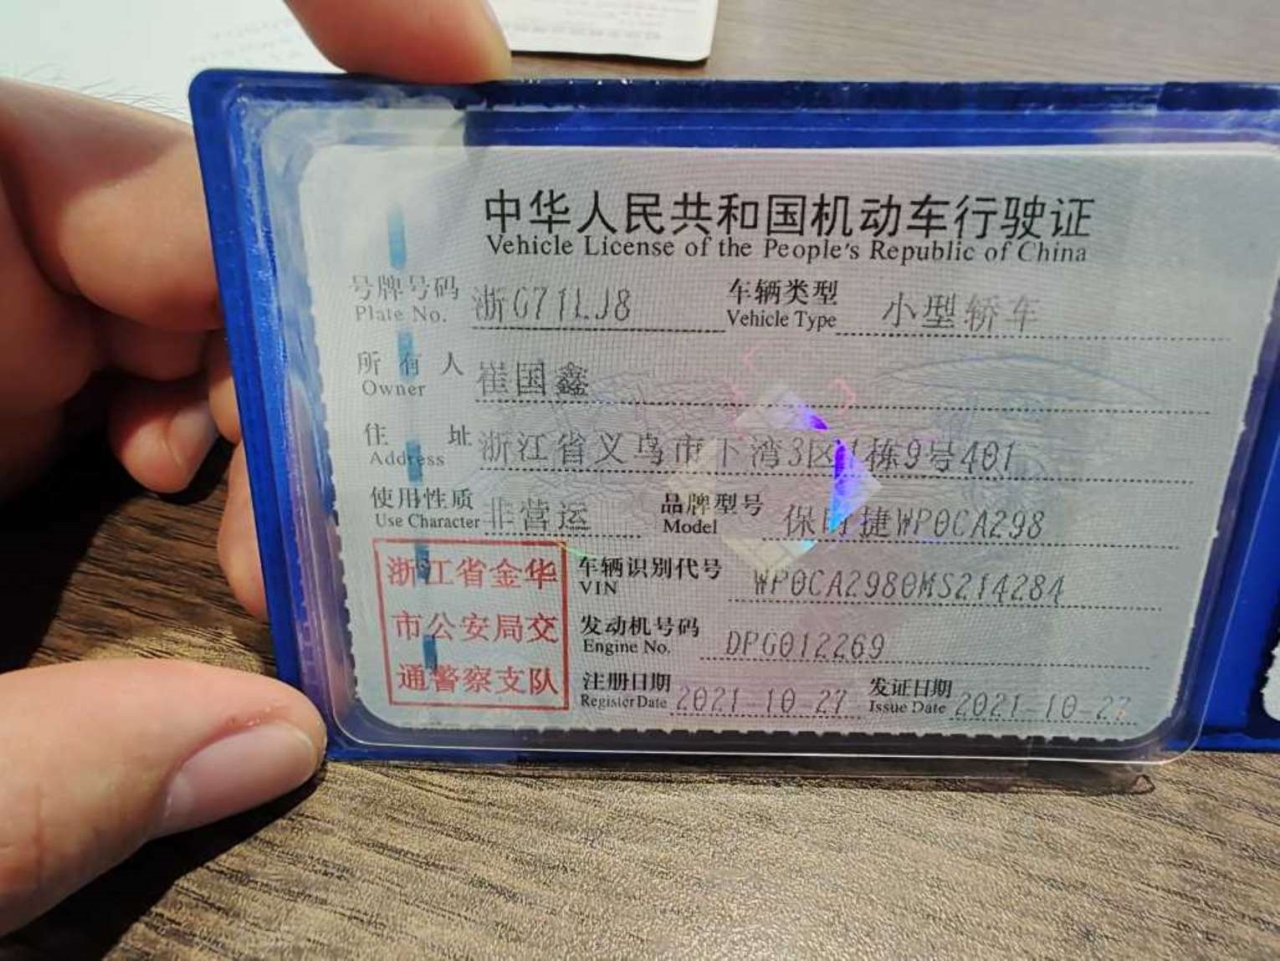 中华人民共和国机动车行驶证
Vehicle License of the People's Republic of China
号牌号码 浙G711J8 车辆类型 小型轿车
Plate No. Vehicle Type
所有人 崔国鑫
Owner
住址 浙江省义乌市下湾3区1栋9号401
Address
使用性质 非营运 品牌型号 保时捷WP0CA298
Use Character Model
浙江省金华
市公安局交
通警察支队
车辆识别代号 WP0CA2980MS214284
VIN
发动机号码 DPG012269
Engine No.
注册日期 2021-10-27 发证日期 2021-10-27
Register Date Issue Date